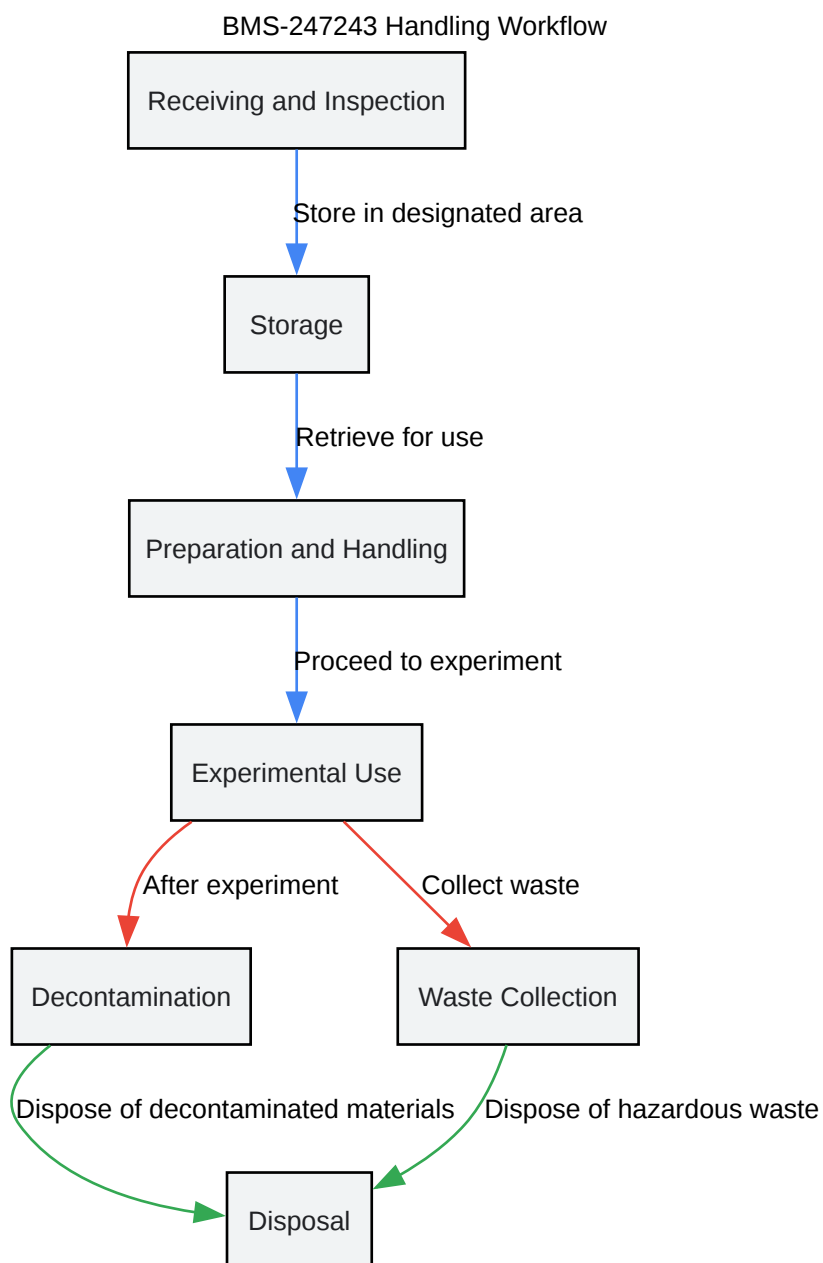 BMS-247243 Handling Workflow
Receiving and Inspection
Store in designated area
Storage
Retrieve for use
Preparation and Handling
Proceed to experiment
Experimental Use
After experiment
Collect waste
Decontamination
Waste Collection
Dispose of decontaminated materials
Dispose of hazardous waste
Disposal